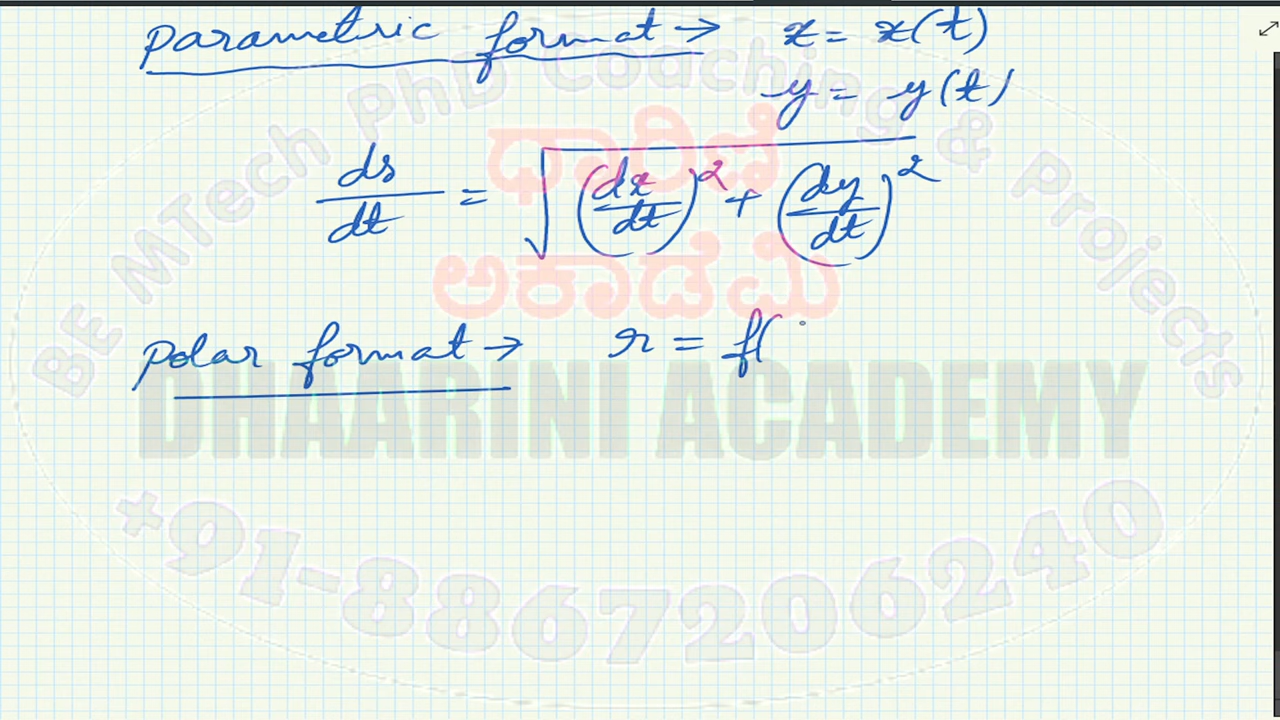 parametric format → x = x(t)
y = y(t)
ds/dt = √((dx/dt)² + (dy/dt)²)
polar format → r = f(
BE MTech PhD Coaching & Projects
ಧಾರಿಣಿ
ಅಕಾಡೆಮಿ
DHAARINI ACADEMY
+91-8867206240